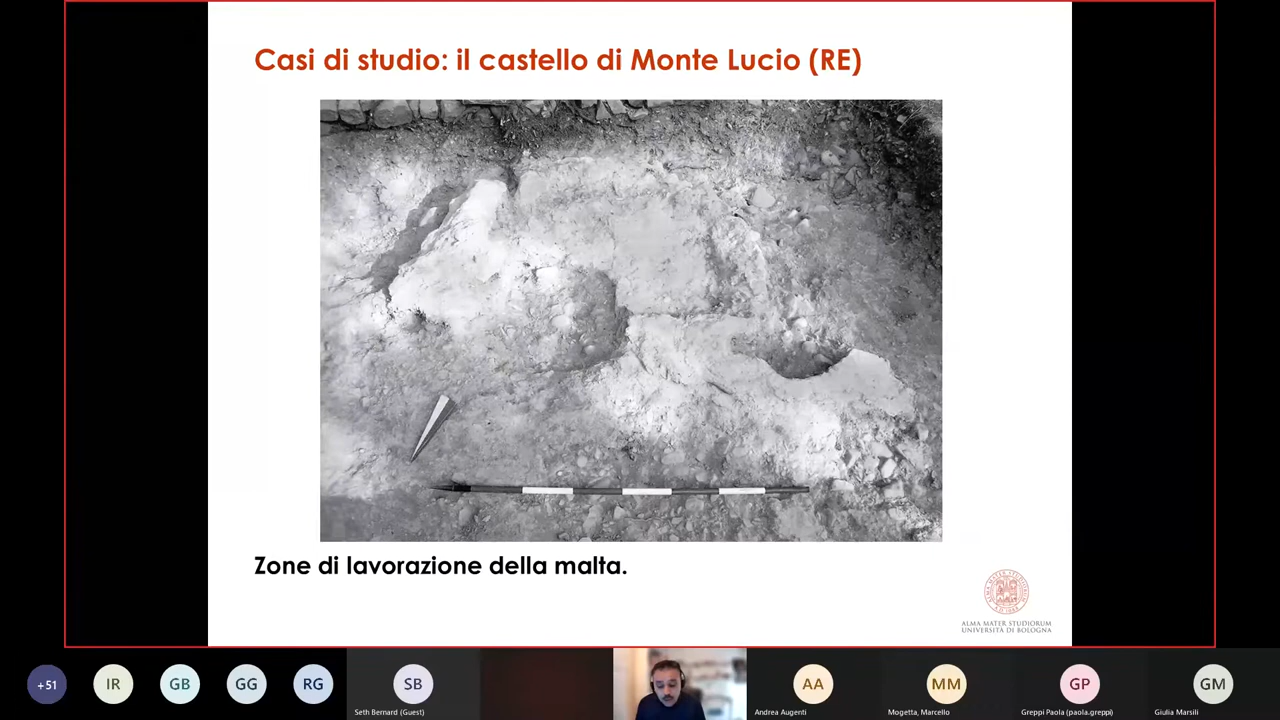 Casi di studio: il castello di Monte Lucio (RE)
Zone di lavorazione della malta.
ALMA MATER STUDIORUM
UNIVERSITÀ DI BOLOGNA
+51
IR
GB
GG
RG
SB
AA
MM
GP
GM
Seth Bernard (Guest)
Andrea Augenti
Mogetta, Marcello
Greppi Paola (paola.greppi)
Giulia Marsili